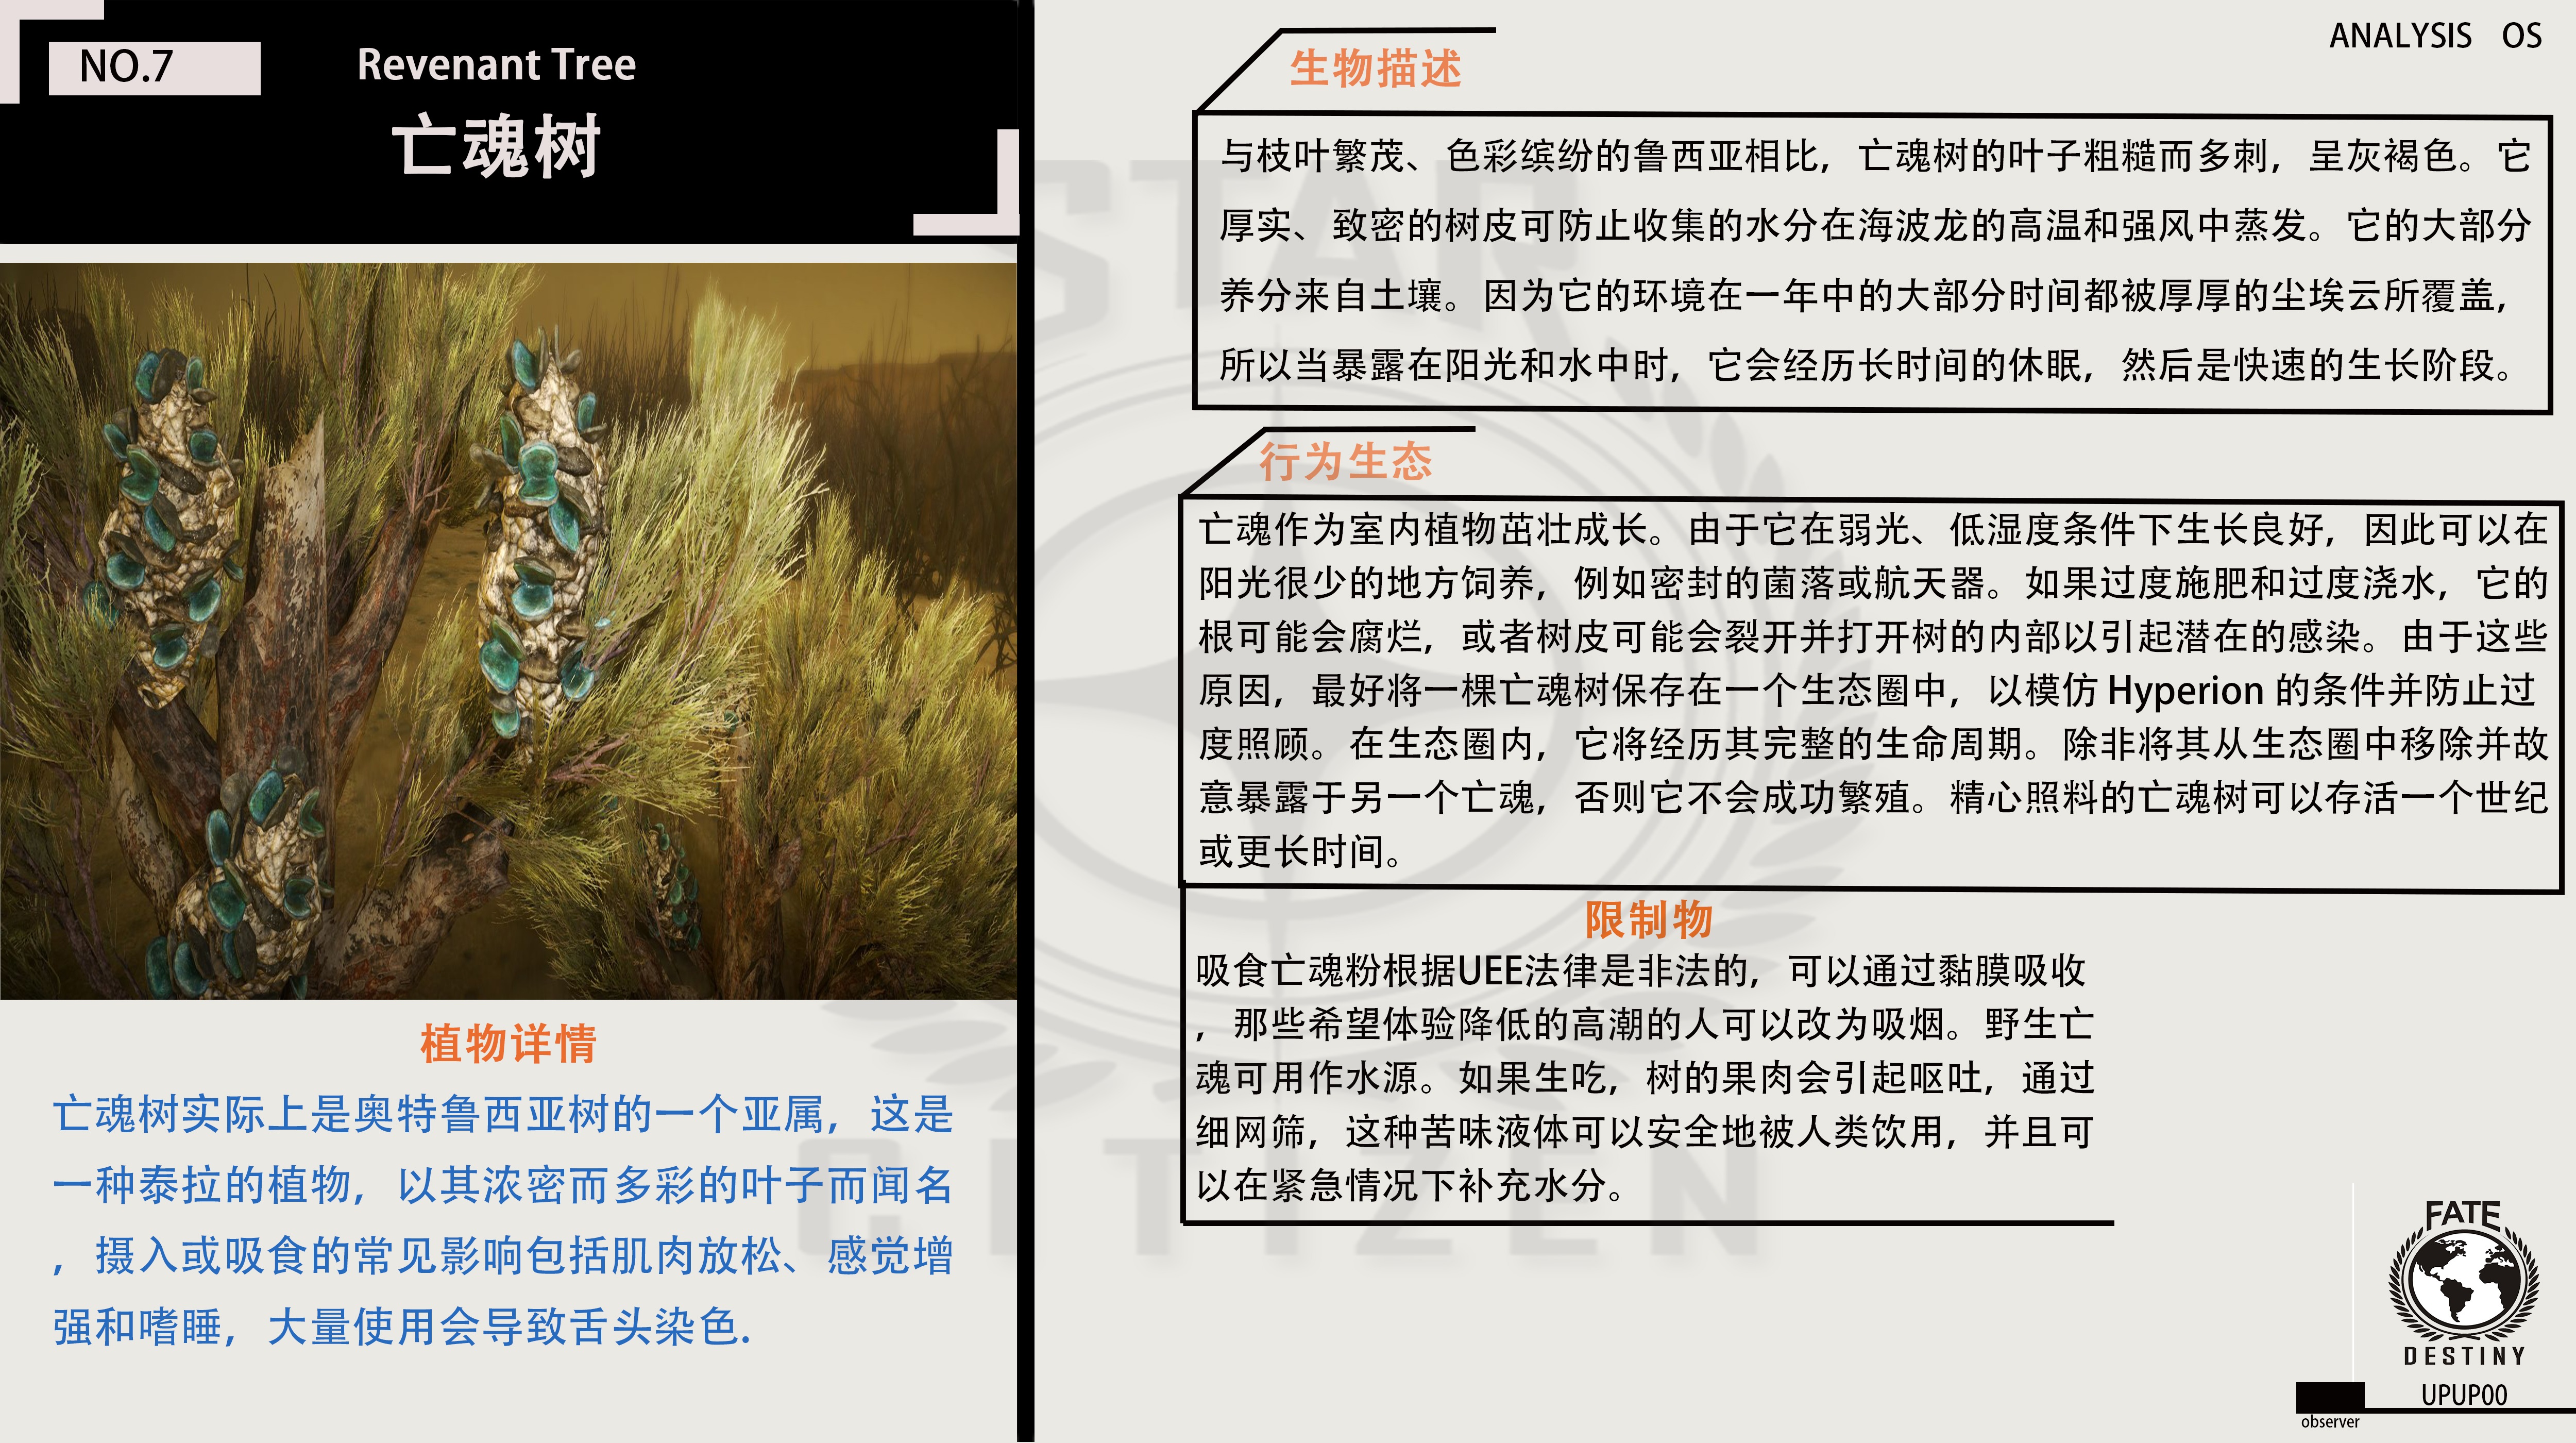 NO.7
Revenant Tree
亡魂树
植物详情
亡魂树实际上是奥特鲁西亚树的一个亚属，这是
一种泰拉的植物，以其浓密而多彩的叶子而闻名
，摄入或吸食的常见影响包括肌肉放松、感觉增
强和嗜睡，大量使用会导致舌头染色.
ANALYSIS OS
生物描述
与枝叶繁茂、色彩缤纷的鲁西亚相比，亡魂树的叶子粗糙而多刺，呈灰褐色。它
厚实、致密的树皮可防止收集的水分在海波龙的高温和强风中蒸发。它的大部分
养分来自土壤。因为它的环境在一年中的大部分时间都被厚厚的尘埃云所覆盖，
所以当暴露在阳光和水中时，它会经历长时间的休眠，然后是快速的生长阶段。
行为生态
亡魂作为室内植物茁壮成长。由于它在弱光、低湿度条件下生长良好，因此可以在
阳光很少的地方饲养，例如密封的菌落或航天器。如果过度施肥和过度浇水，它的
根可能会腐烂，或者树皮可能会裂开并打开树的内部以引起潜在的感染。由于这些
原因，最好将一棵亡魂树保存在一个生态圈中，以模仿 Hyperion 的条件并防止过
度照顾。在生态圈内，它将经历其完整的生命周期。除非将其从生态圈中移除并故
意暴露于另一个亡魂，否则它不会成功繁殖。精心照料的亡魂树可以存活一个世纪
或更长时间。
限制物
吸食亡魂粉根据UEE法律是非法的，可以通过黏膜吸收
，那些希望体验降低的高潮的人可以改为吸烟。野生亡
魂可用作水源。如果生吃，树的果肉会引起呕吐，通过
细网筛，这种苦味液体可以安全地被人类饮用，并且可
以在紧急情况下补充水分。
STAR
CITIZEN
FATE
DESTINY
UPUP00
observer